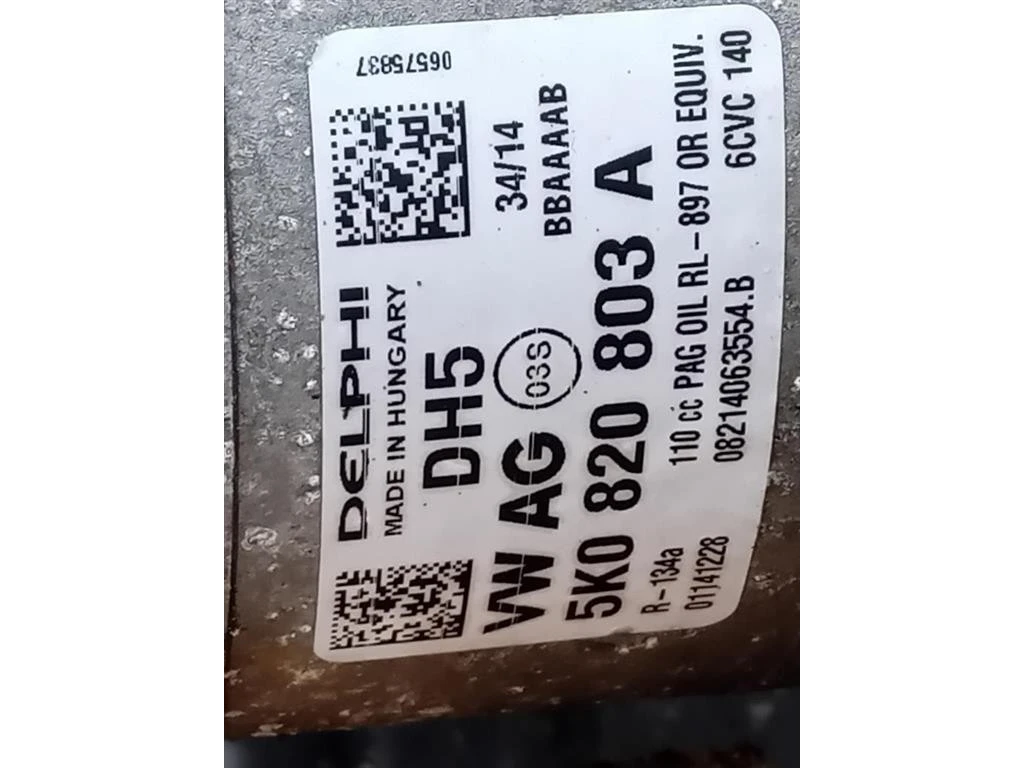 DELPHI
06575837
MADE IN HUNGARY
DH5
34/14
VW AG
03S
BBAAAAB
5K0 820 803 A
R-134a
110 CC PAG OIL RL-897 OR EQUIV.
01141228
08214063554.B
6CVC 140